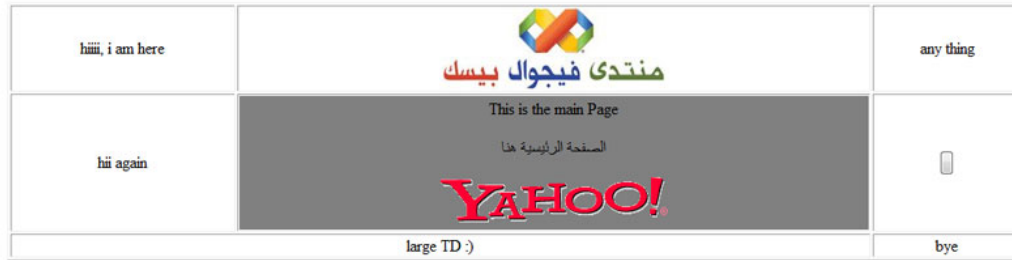 hiiiii, i am here
منتدى فيجوال بيسك
any thing
hii again
This is the main Page
الصفحة الرئيسية هنا
YAHOO!
large TD :)
bye